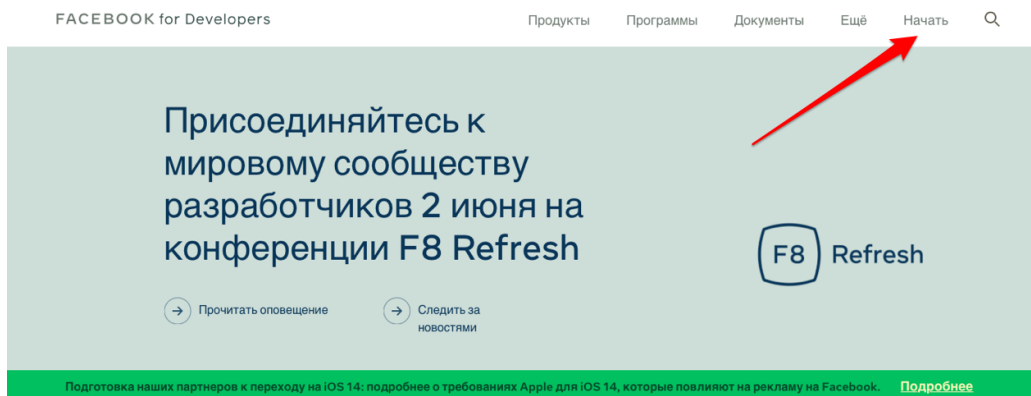 FACEBOOK for Developers Продукты Программы Документы Ещё Начать
Присоединяйтесь к
мировому сообществу
разработчиков 2 июня на
конференции F8 Refresh
F8 Refresh
Прочитать оповещение
Следить за
новостями
Подготовка наших партнеров к переходу на iOS 14: подробнее о требованиях Apple для iOS 14, которые повлияют на рекламу на Facebook. Подробнее